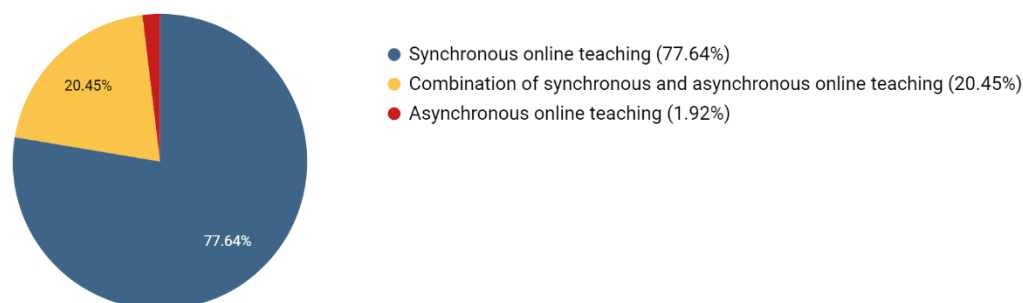 Synchronous online teaching (77.64%)
Combination of synchronous and asynchronous online teaching (20.45%)
Asynchronous online teaching (1.92%)
20.45%
77.64%